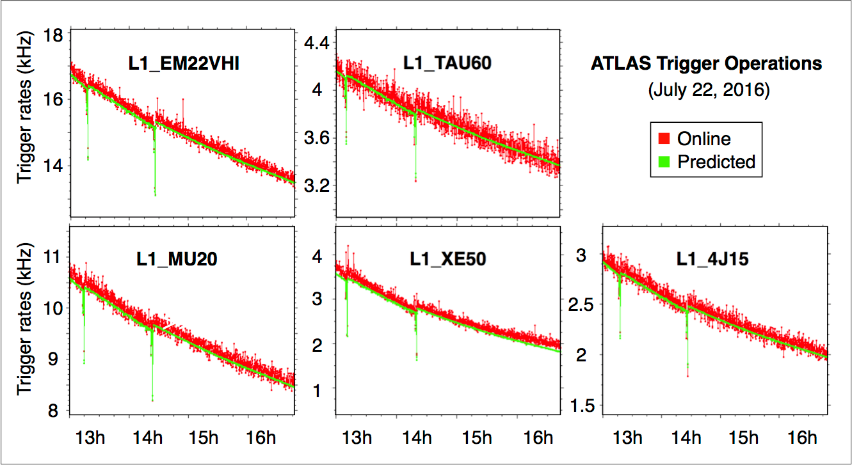 L1_EM22VHI
L1_TAU60
ATLAS Trigger Operations
(July 22, 2016)
Online
Predicted
Trigger rates (kHz)
18
16
14
4.4
4
3.6
3.2
L1_MU20
L1_XE50
L1_4J15
Trigger rates (kHz)
11
10
9
8
4
3
2
1
3
2.5
2
1.5
13h 14h 15h 16h
13h 14h 15h 16h
13h 14h 15h 16h